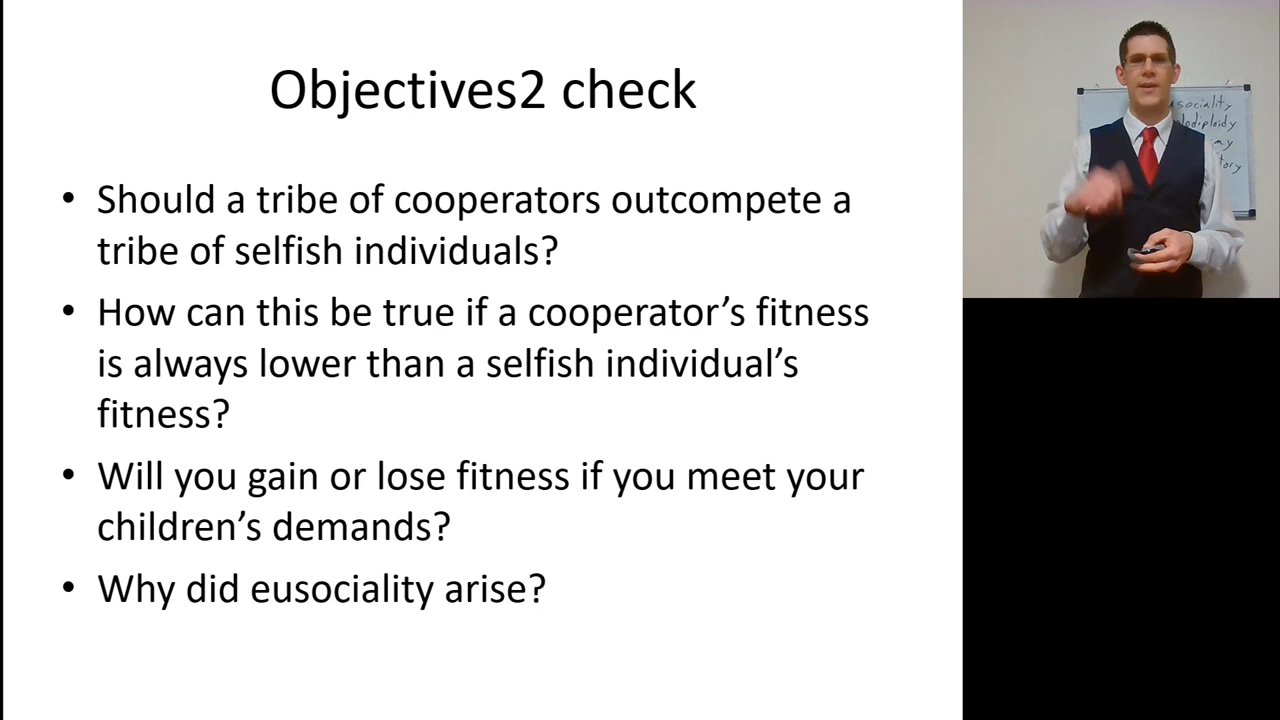 Objectives2 check
• Should a tribe of cooperators outcompete a
tribe of selfish individuals?
• How can this be true if a cooperator’s fitness
is always lower than a selfish individual’s
fitness?
• Will you gain or lose fitness if you meet your
children’s demands?
• Why did eusociality arise?